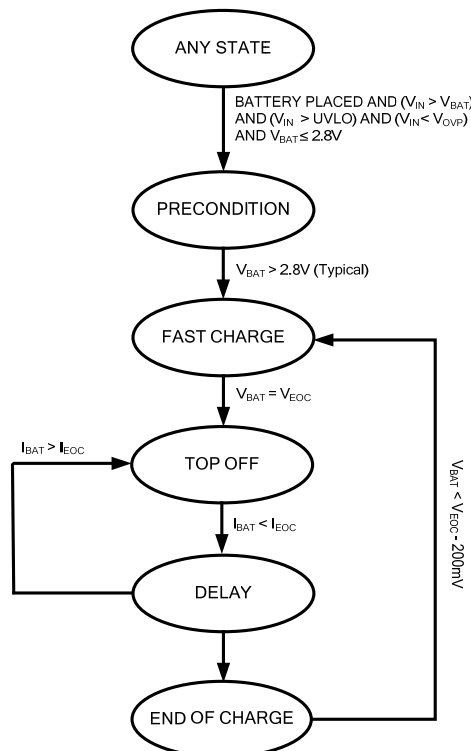 ANY STATE
BATTERY PLACED AND (VIN > VBAT)
AND (VIN > UVLO) AND (VIN < VOVP)
AND VBAT ≤ 2.8V
PRECONDITION
VBAT > 2.8V (Typical)
FAST CHARGE
VBAT = VEOC
IBAT > IEOC
TOP OFF
IBAT < IEOC
VBAT < VEOC - 200mV
DELAY
END OF CHARGE